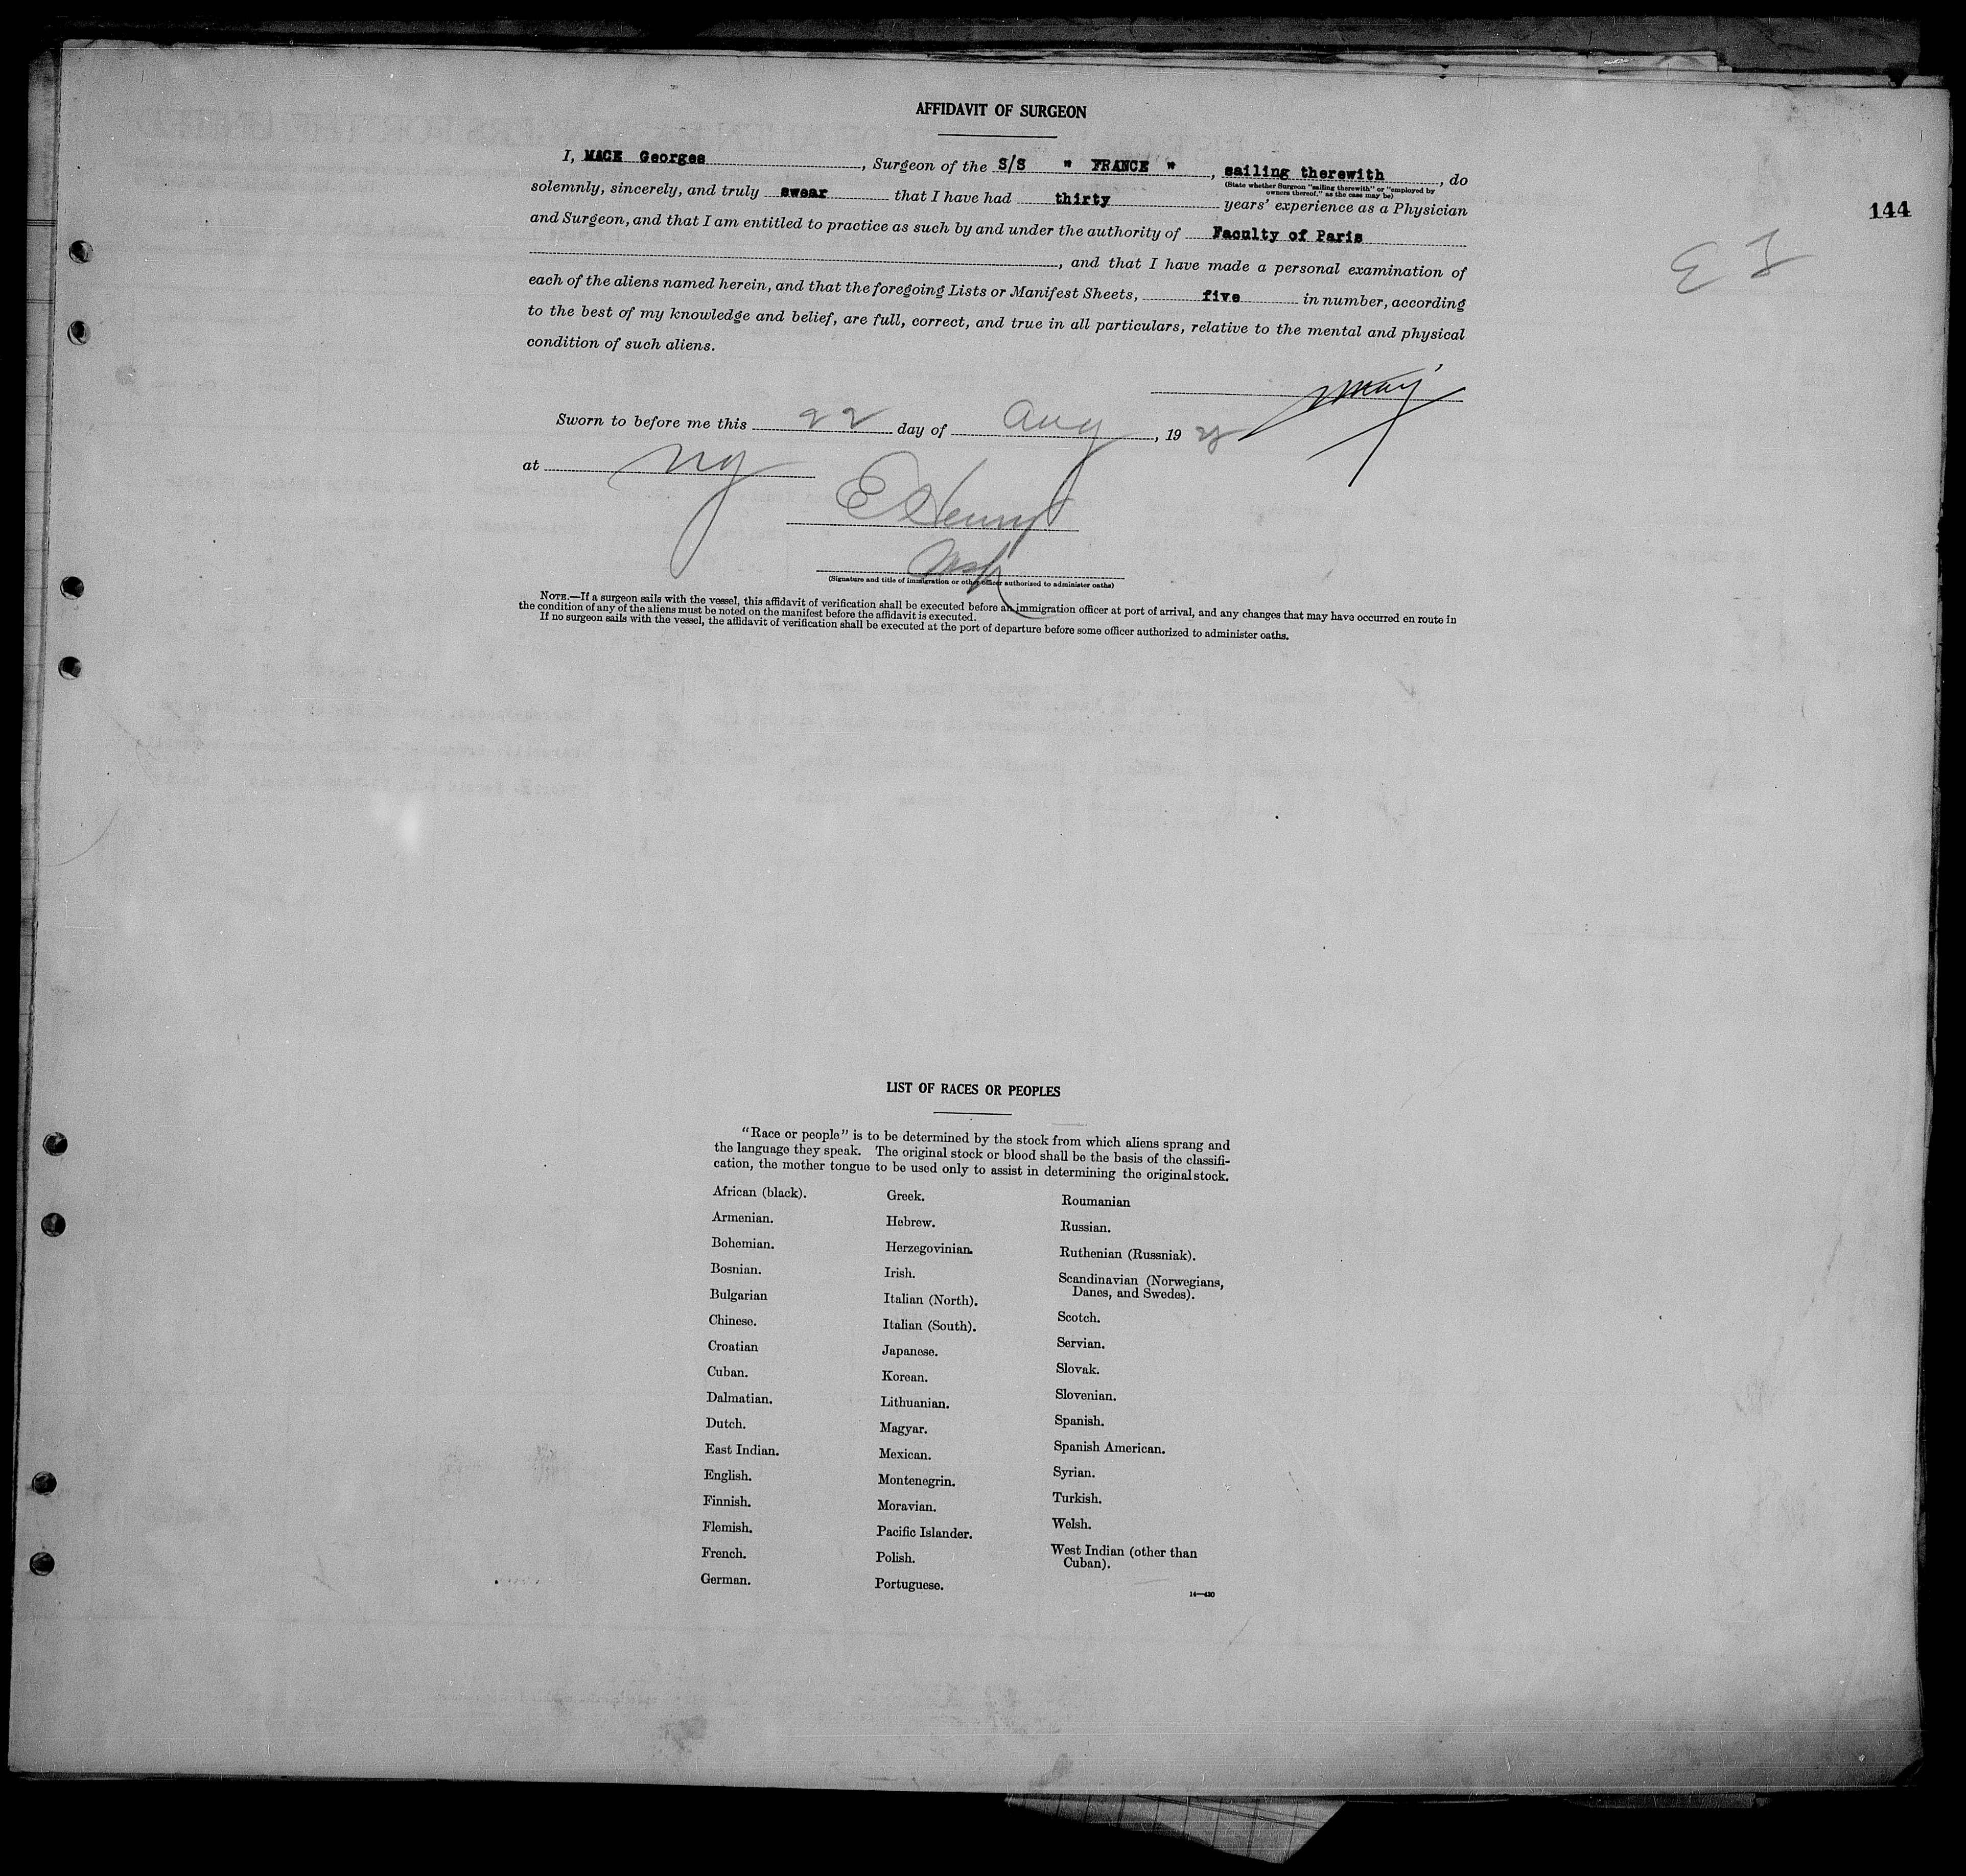 AFFIDAVIT OF SURGEON
I, MACE Georges, Surgeon of the S/S " FRANCE ", sailing therewith, do
(State whether Surgeon "sailing therewith" or "employed by
owners thereof," as the case may be)
solemnly, sincerely, and truly swear that I have had thirty years' experience as a Physician
144
and Surgeon, and that I am entitled to practice as such by and under the authority of Faculty of Paris
, and that I have made a personal examination of
each of the aliens named herein, and that the foregoing Lists or Manifest Sheets, five in number, according
to the best of my knowledge and belief, are full, correct, and true in all particulars, relative to the mental and physical
condition of such aliens.
Sworn to before me this 22 day of Aug, 19
at NY
E Henry
(Signature and title of immigration or other officer authorized to administer oaths)
NOTE.—If a surgeon sails with the vessel, this affidavit of verification shall be executed before an immigration officer at port of arrival, and any changes that may have occurred en route in
the condition of any of the aliens must be noted on the manifest before the affidavit is executed.
If no surgeon sails with the vessel, the affidavit of verification shall be executed at the port of departure before some officer authorized to administer oaths.
LIST OF RACES OR PEOPLES
"Race or people" is to be determined by the stock from which aliens sprang and
the language they speak. The original stock or blood shall be the basis of the classifi-
cation, the mother tongue to be used only to assist in determining the original stock.
African (black).
Armenian.
Bohemian.
Bosnian.
Bulgarian
Chinese.
Croatian
Cuban.
Dalmatian.
Dutch.
East Indian.
English.
Finnish.
Flemish.
French.
German.
Greek.
Hebrew.
Herzegovinian.
Irish.
Italian (North).
Italian (South).
Japanese.
Korean.
Lithuanian.
Magyar.
Mexican.
Montenegrin.
Moravian.
Pacific Islander.
Polish.
Portuguese.
Roumanian
Russian.
Ruthenian (Russniak).
Scandinavian (Norwegians,
Danes, and Swedes).
Scotch.
Servian.
Slovak.
Slovenian.
Spanish.
Spanish American.
Syrian.
Turkish.
Welsh.
West Indian (other than
Cuban).
14—430